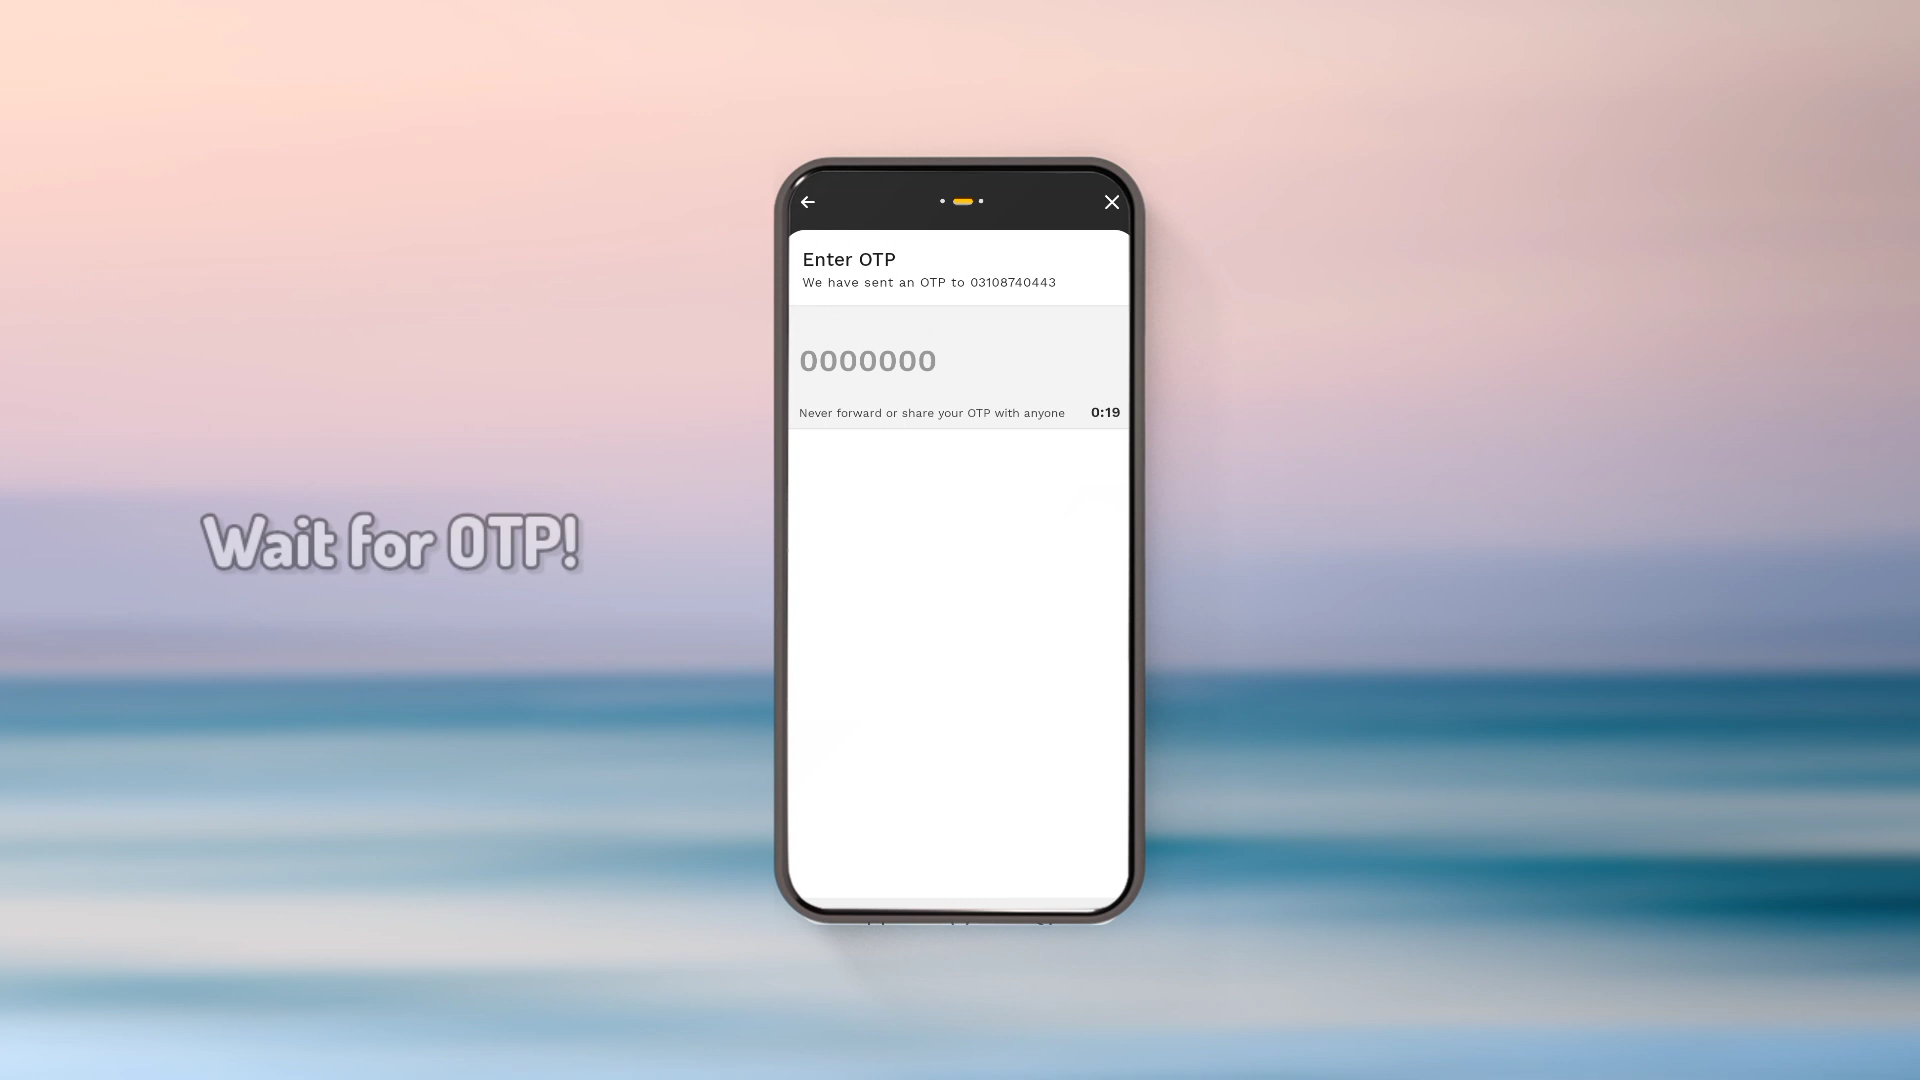 Enter OTP
We have sent an OTP to 03108740443
0000000
Never forward or share your OTP with anyone 0:19
Wait for OTP!